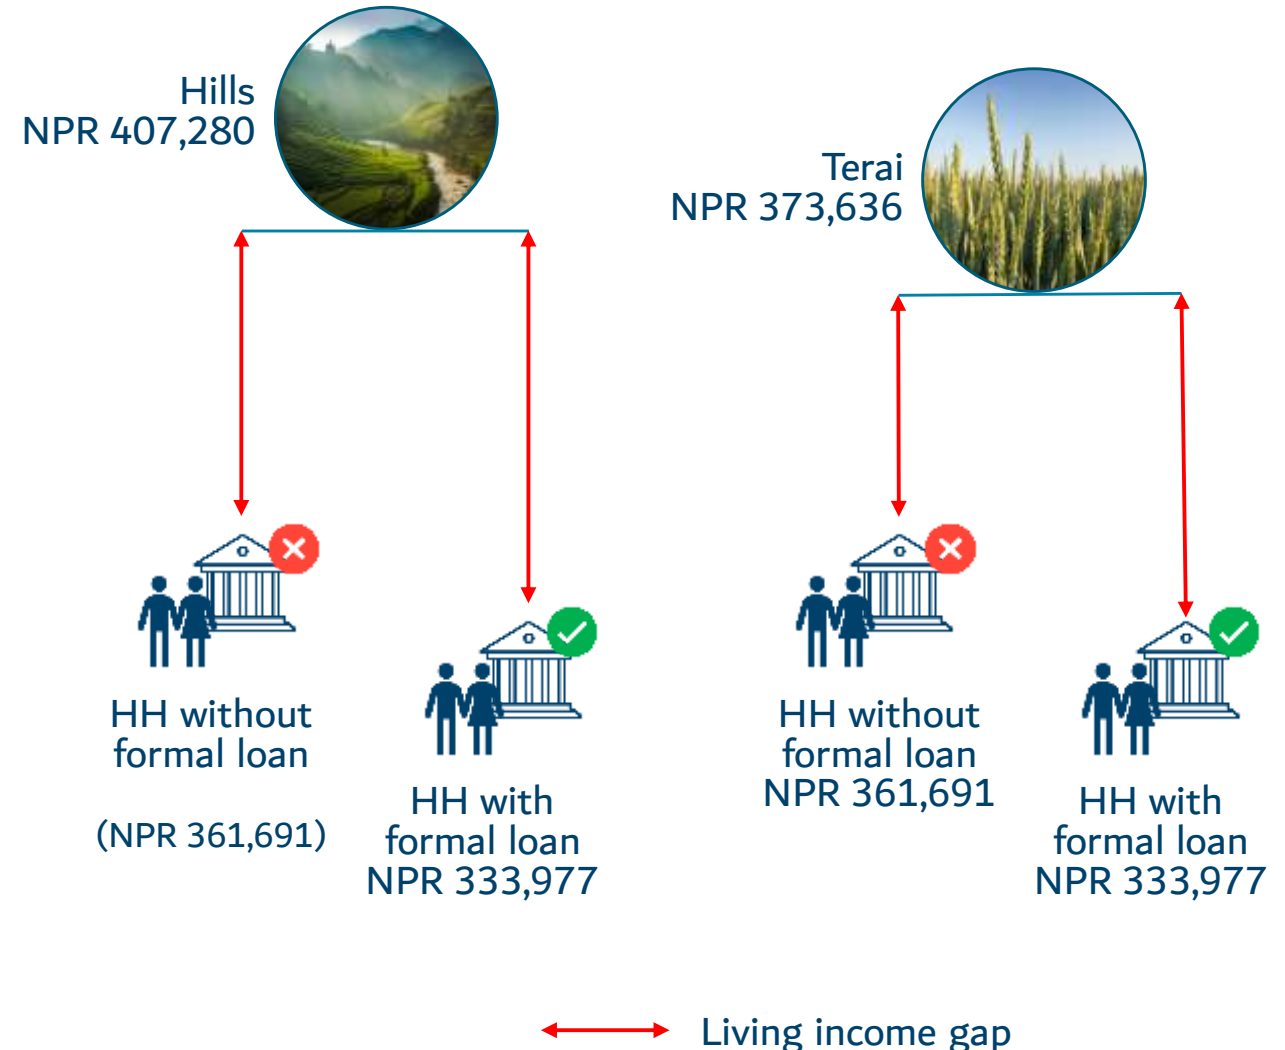 Hills
NPR 407,280
Terai
NPR 373,636
HH without
formal loan
(NPR 361,691)
HH with
formal loan
NPR 333,977
HH without
formal loan
NPR 361,691
HH with
formal loan
NPR 333,977
Living income gap